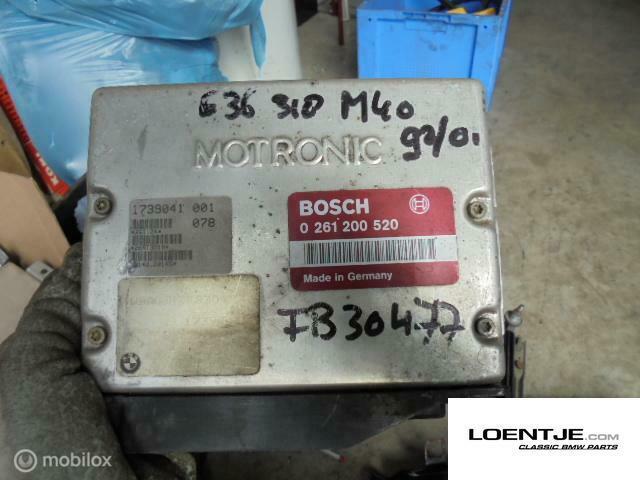 E36 318 M40
92/01
MOTRONIC
1739041 001
078
BOSCH
0 261 200 520
Made in Germany
FB30477
LOENTJE.COM
CLASSIC BMW PARTS
mobilox